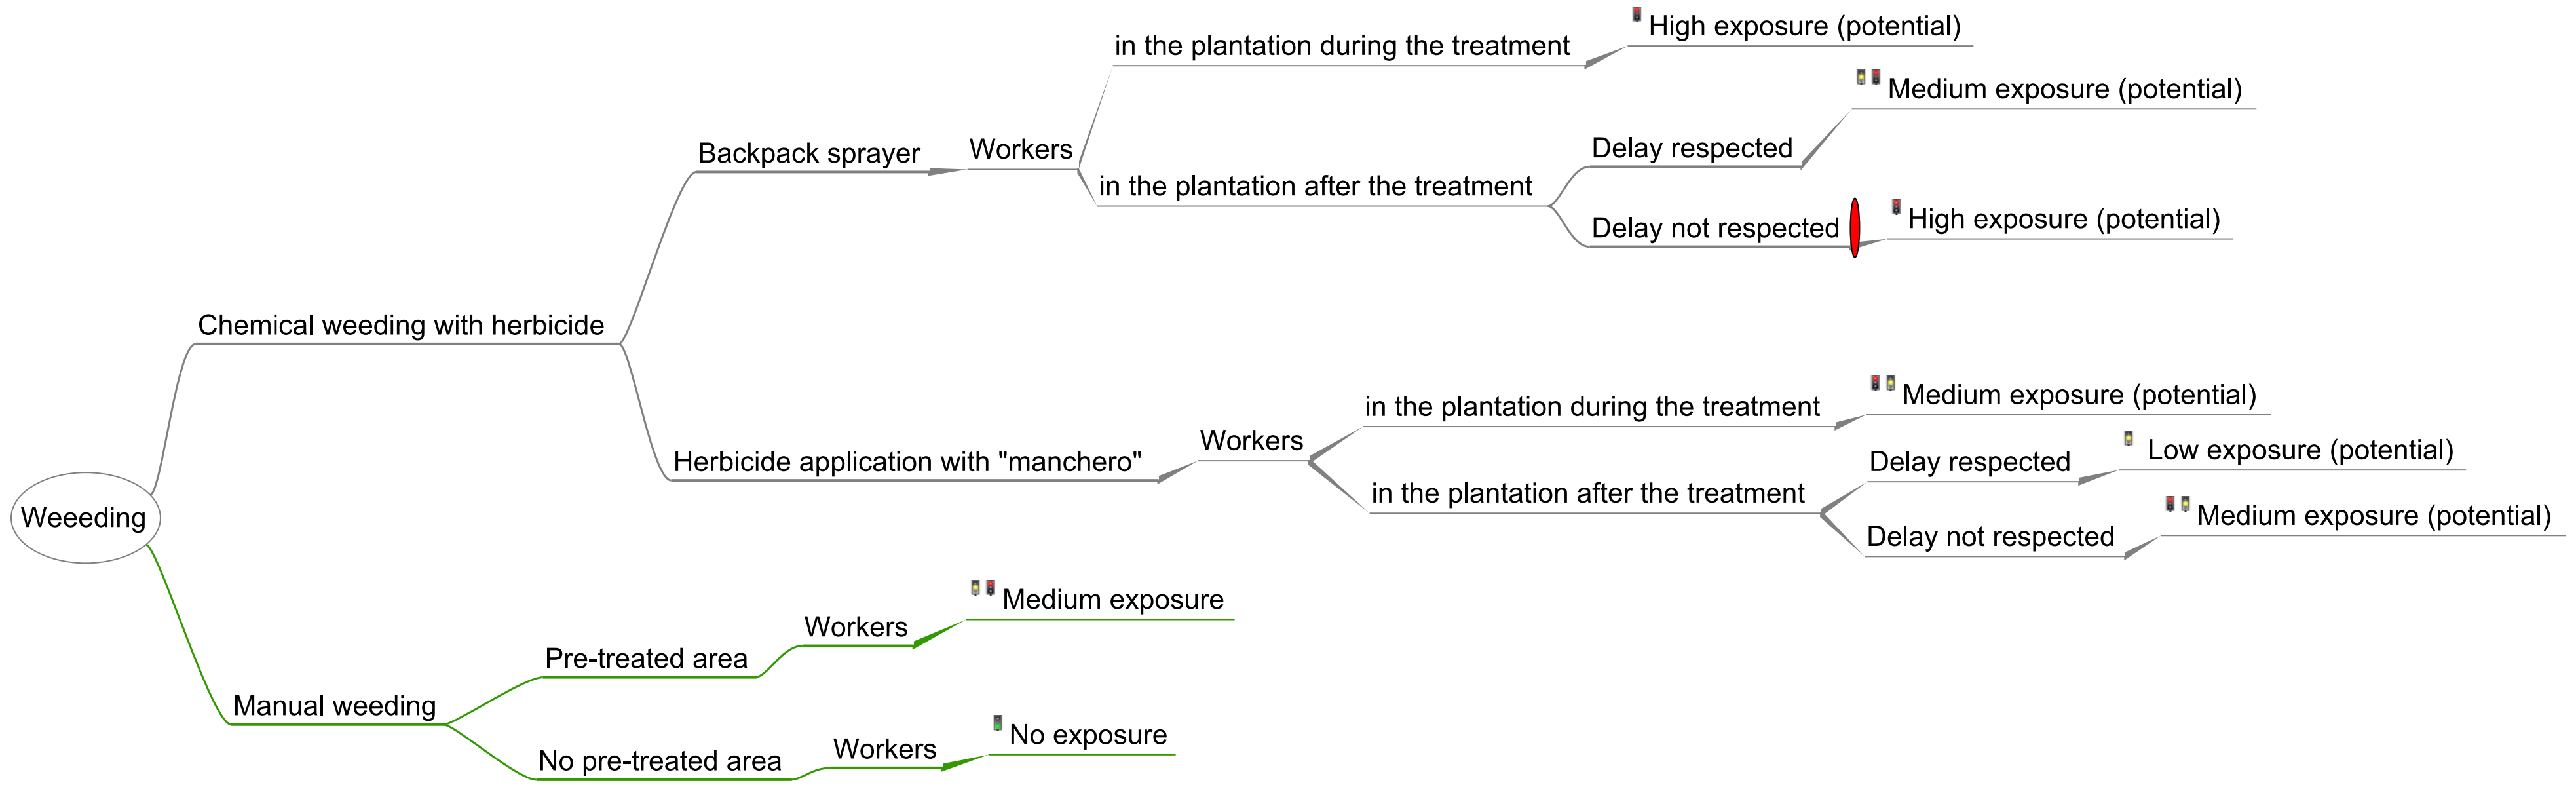 Weeeding
Chemical weeding with herbicide
Backpack sprayer
Workers
in the plantation during the treatment
High exposure (potential)
in the plantation after the treatment
Delay respected
Medium exposure (potential)
Delay not respected
High exposure (potential)
Herbicide application with "manchero"
Workers
in the plantation during the treatment
Medium exposure (potential)
in the plantation after the treatment
Delay respected
Low exposure (potential)
Delay not respected
Medium exposure (potential)
Manual weeding
Pre-treated area
Workers
Medium exposure
No pre-treated area
Workers
No exposure